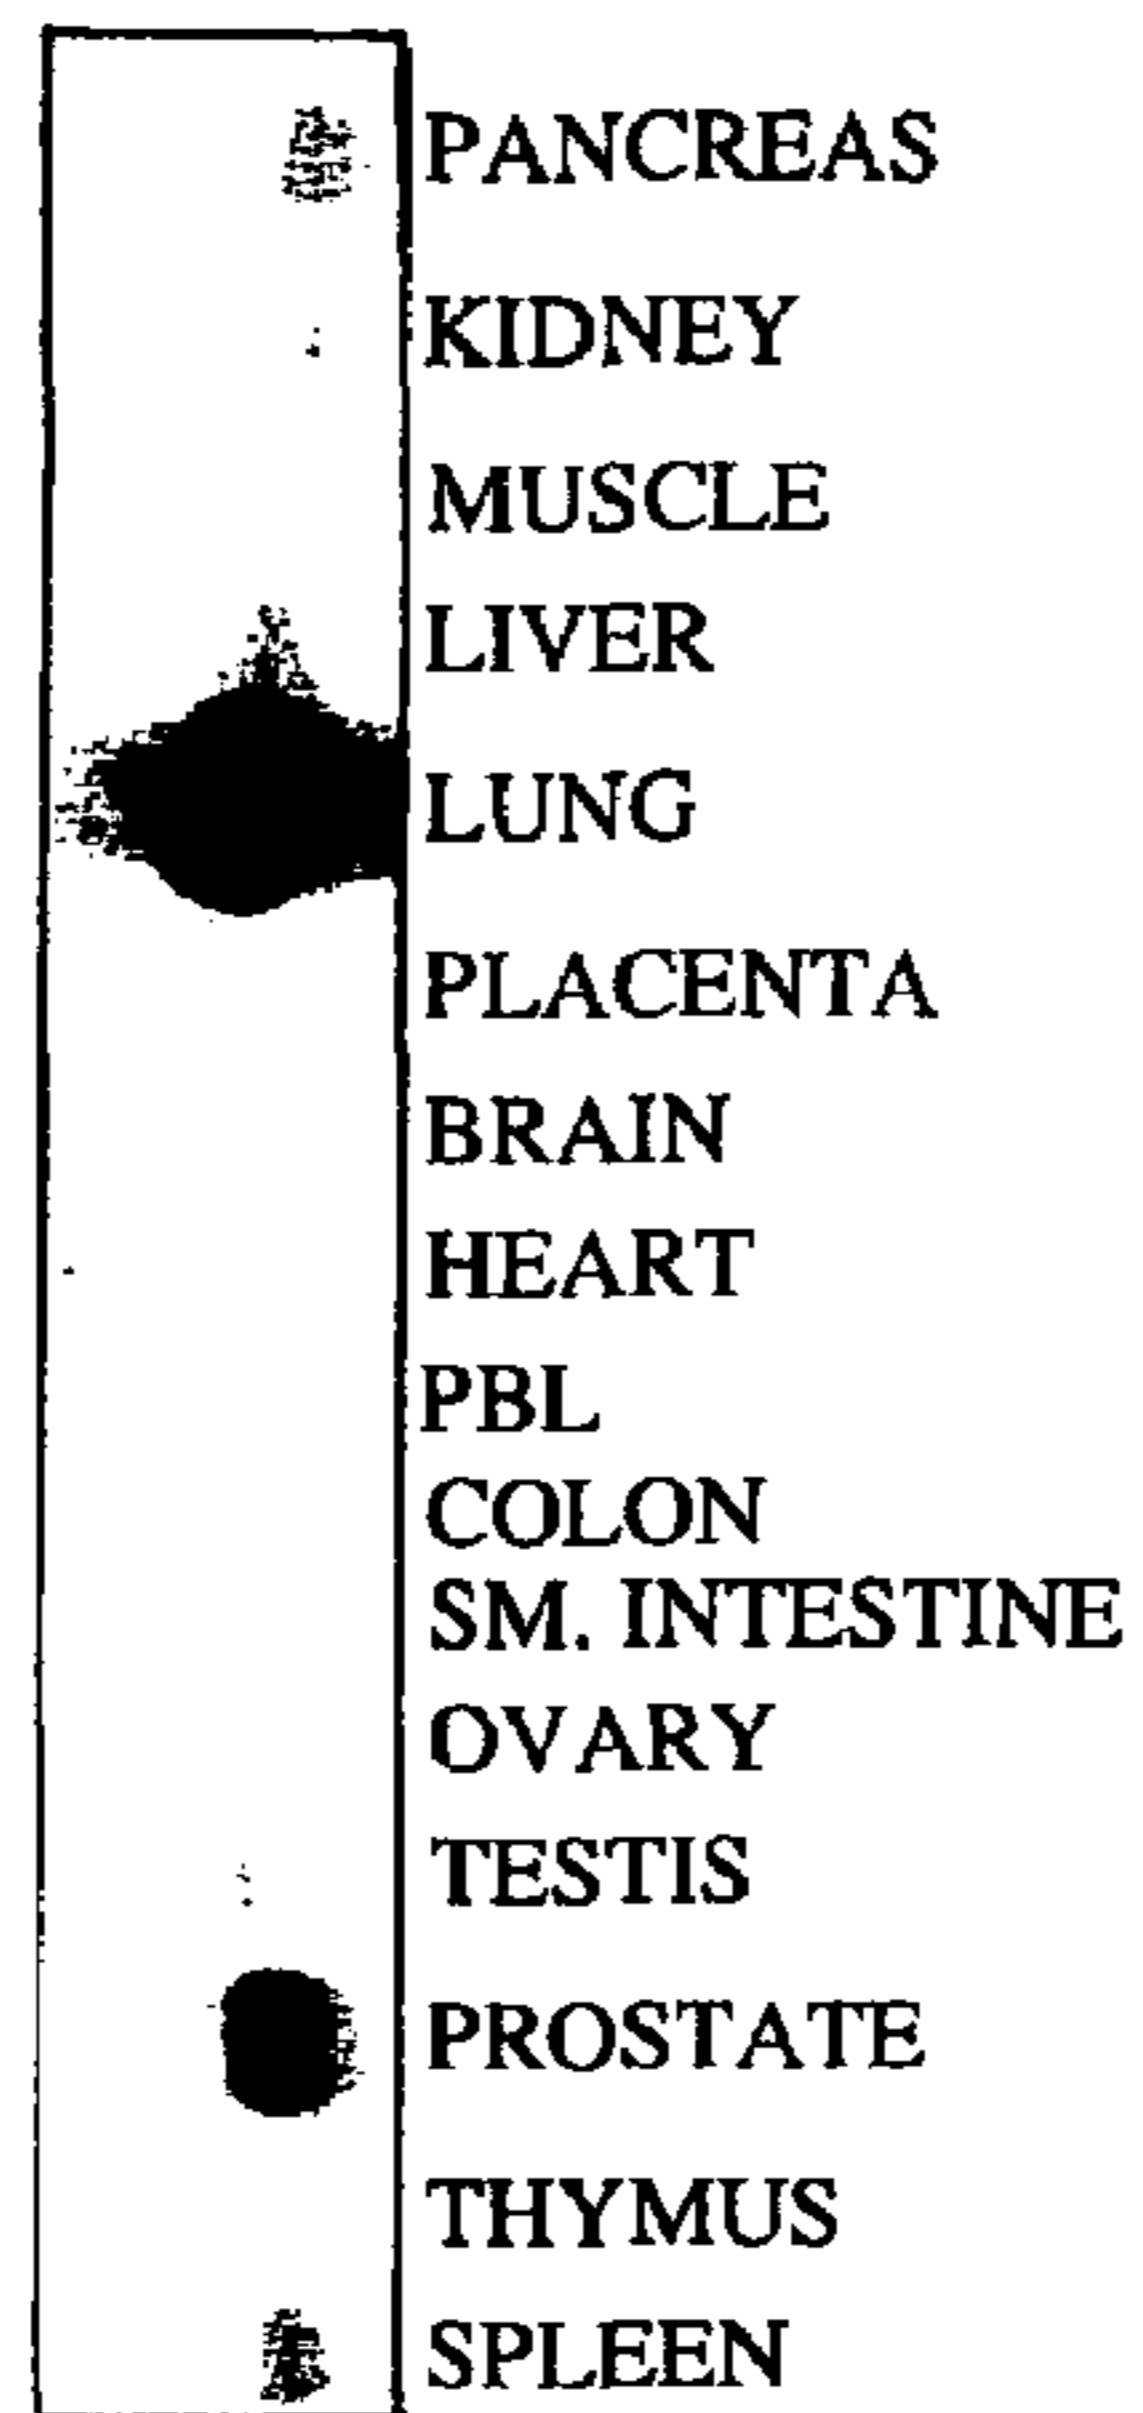 PANCREAS
KIDNEY
MUSCLE
LIVER
LUNG
PLACENTA
BRAIN
HEART
PBL
COLON
SM. INTESTINE
OVARY
TESTIS
PROSTATE
THYMUS
SPLEEN